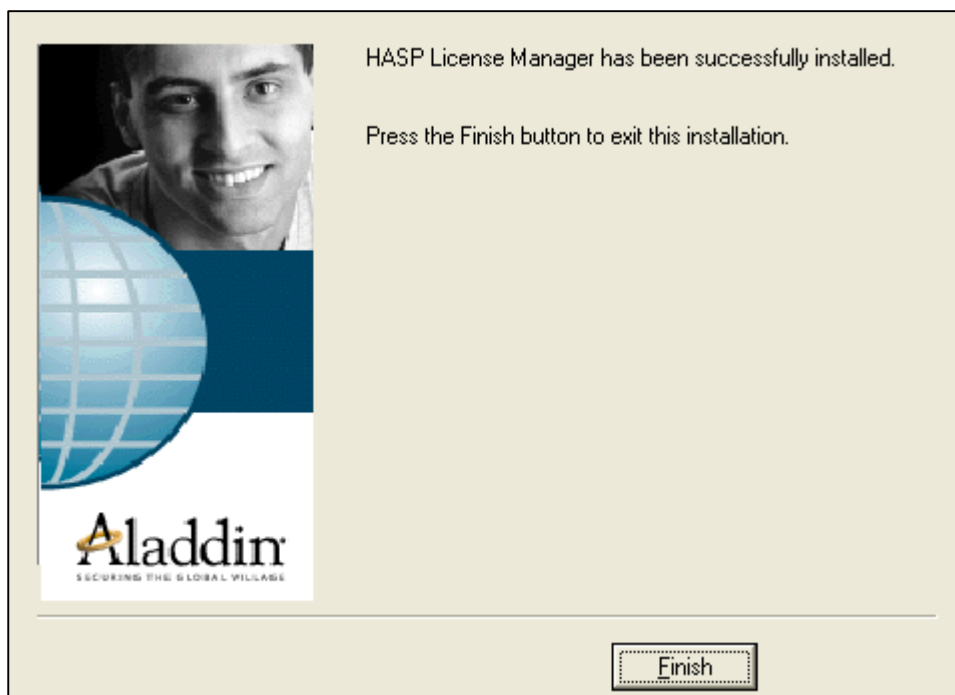 HASP License Manager has been successfully installed.
Press the Finish button to exit this installation.
Aladdin
SECURING THE GLOBAL VILLAGE
Finish